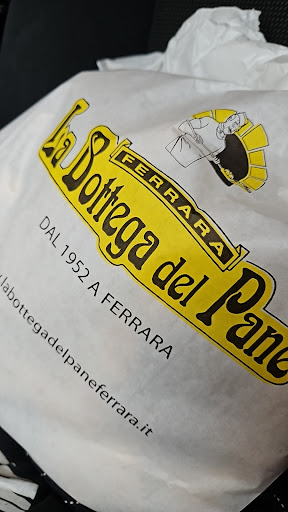 FERRARA
La Bottega del Pane
DAL 1952 A FERRARA
.labottegadelpaneferrara.it